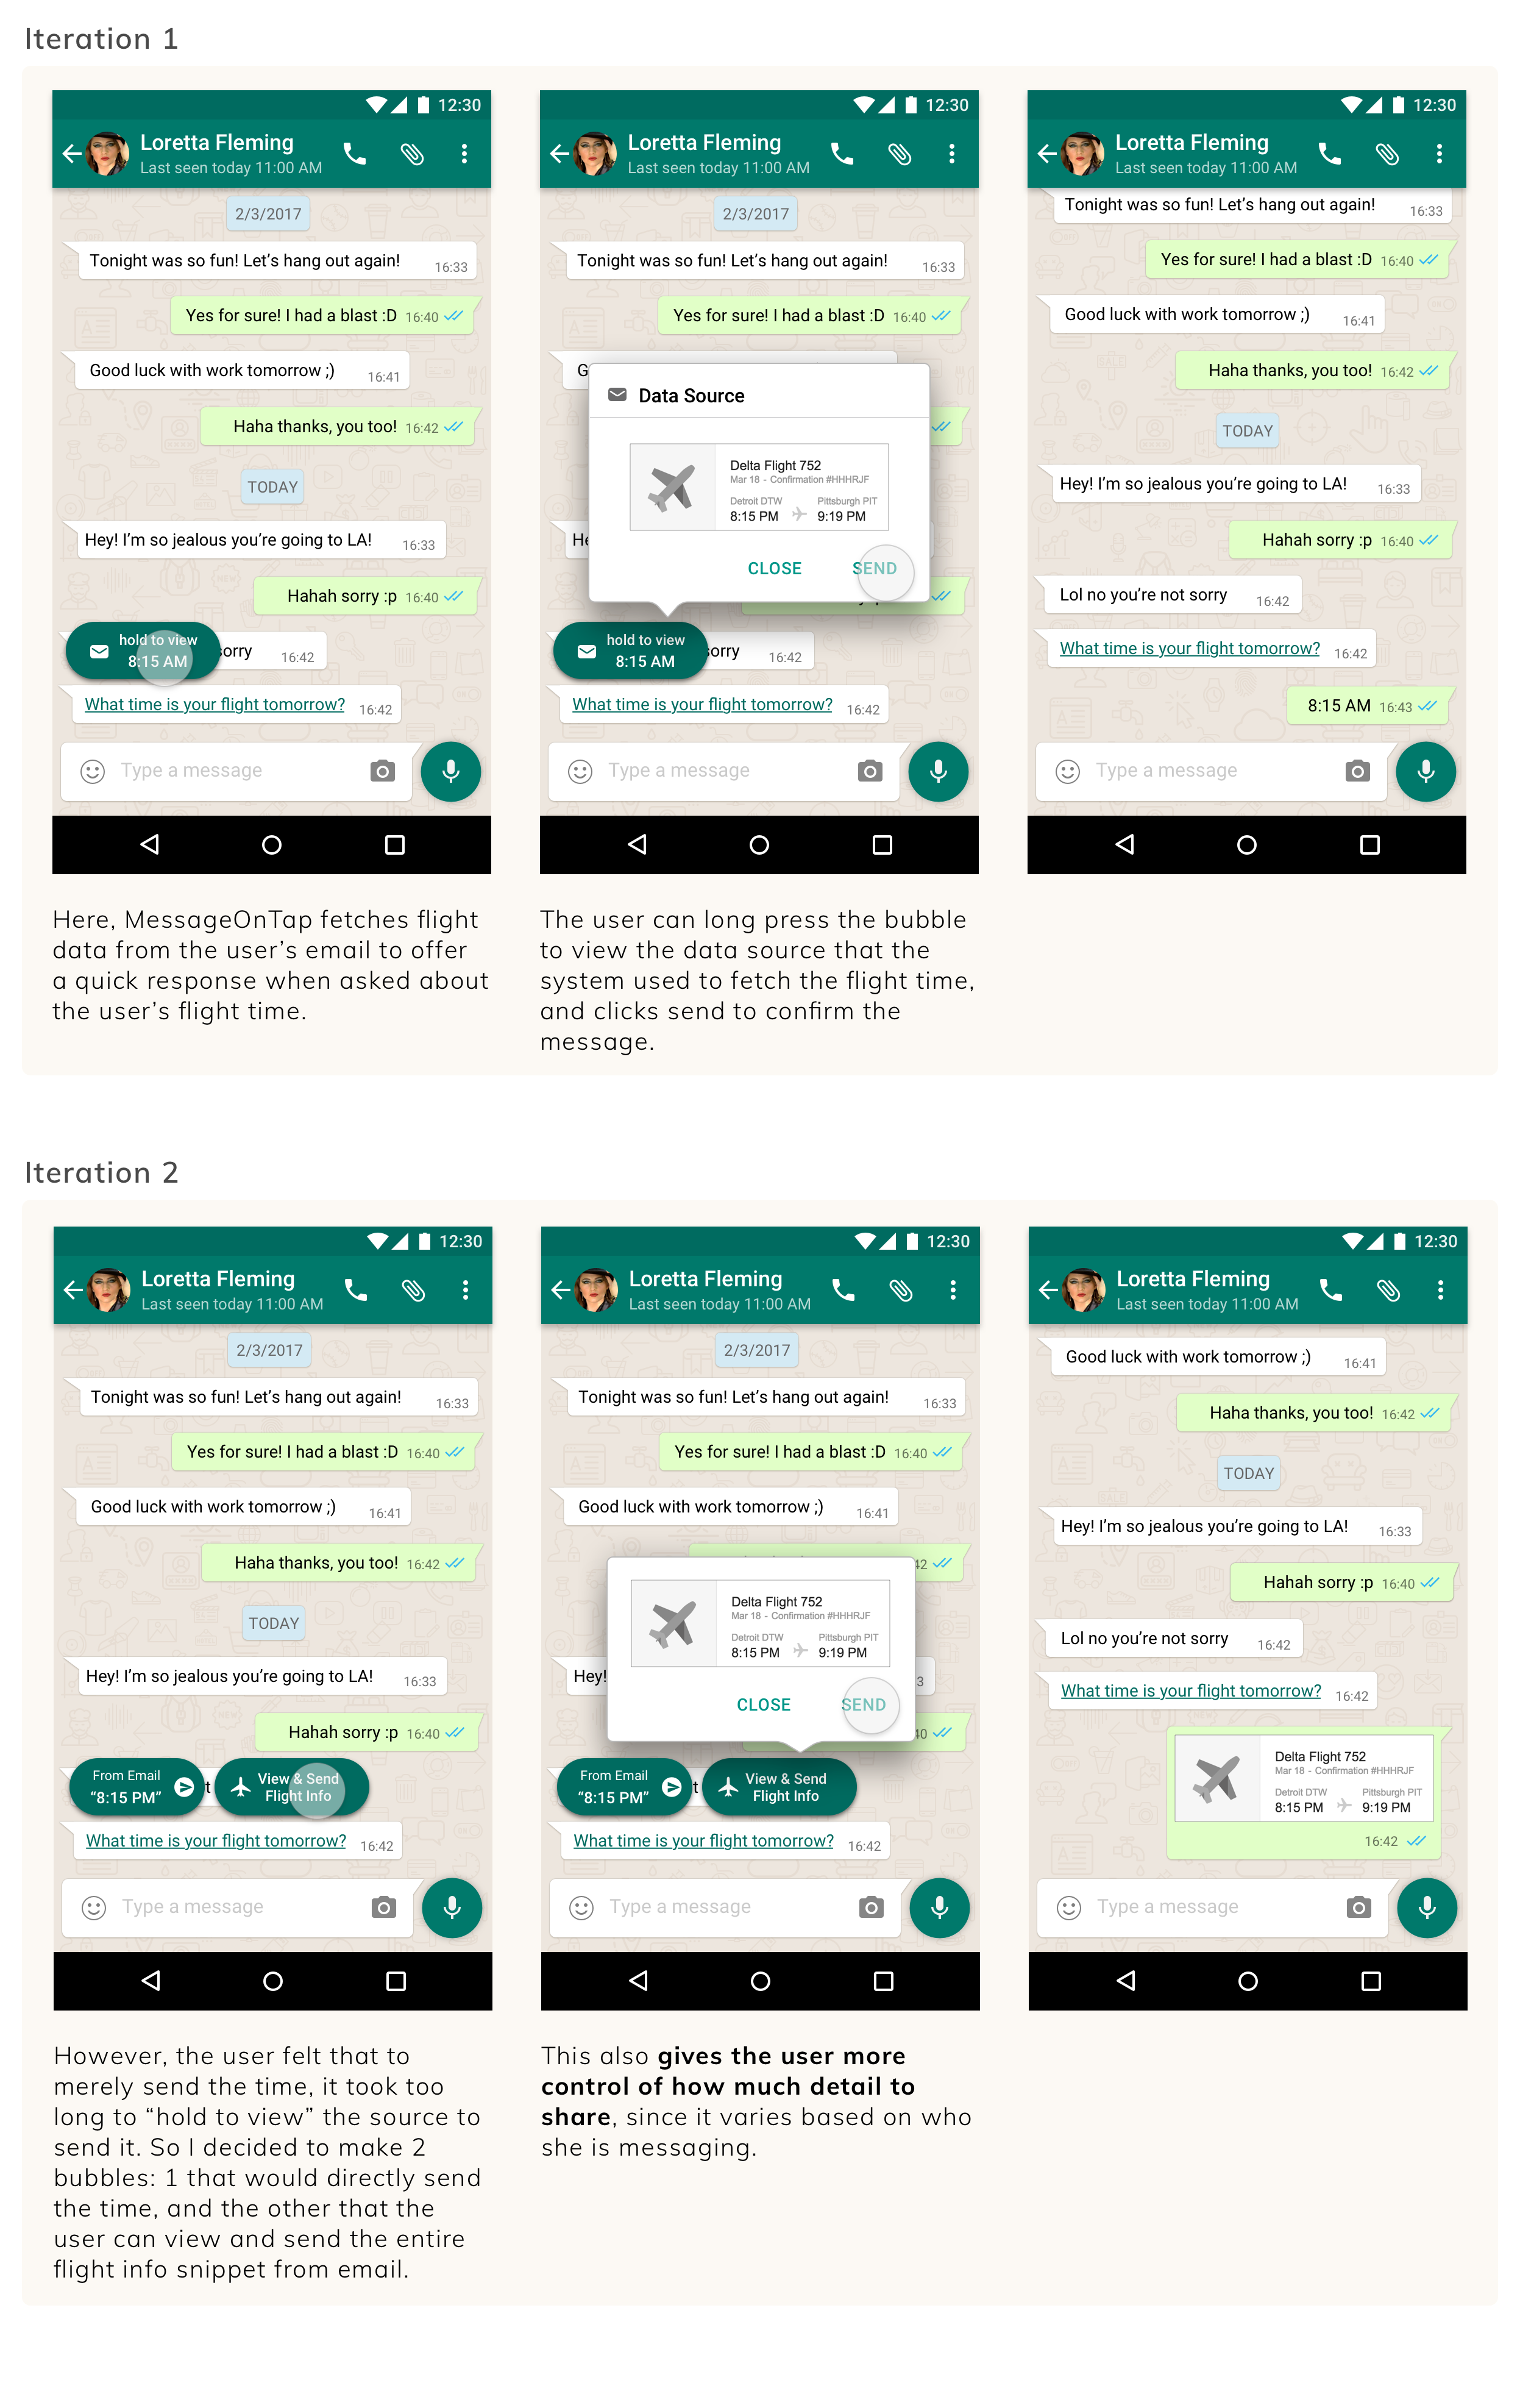 Iteration 1
12:30
Loretta Fleming
Last seen today 11:00 AM
2/3/2017
Tonight was so fun! Let's hang out again! 16:33
Yes for sure! I had a blast :D 16:40
Good luck with work tomorrow ;) 16:41
Haha thanks, you too! 16:42
TODAY
Hey! I'm so jealous you're going to LA! 16:33
Hahah sorry :p 16:40
hold to view
8:15 AM
sorry 16:42
What time is your flight tomorrow? 16:42
Type a message
12:30
Loretta Fleming
Last seen today 11:00 AM
2/3/2017
Tonight was so fun! Let's hang out again! 16:33
Yes for sure! I had a blast :D 16:40
G
Data Source
Delta Flight 752
Mar 18 - Confirmation #HHHRJF
Detroit DTW Pittsburgh PIT
8:15 PM 9:19 PM
He
CLOSE SEND
hold to view
8:15 AM
sorry 16:42
What time is your flight tomorrow? 16:42
Type a message
12:30
Loretta Fleming
Last seen today 11:00 AM
Tonight was so fun! Let's hang out again! 16:33
Yes for sure! I had a blast :D 16:40
Good luck with work tomorrow ;) 16:41
Haha thanks, you too! 16:42
TODAY
Hey! I'm so jealous you're going to LA! 16:33
Hahah sorry :p 16:40
Lol no you're not sorry 16:42
What time is your flight tomorrow? 16:42
8:15 AM 16:43
Type a message
Here, MessageOnTap fetches flight
data from the user's email to offer
a quick response when asked about
the user's flight time.
The user can long press the bubble
to view the data source that the
system used to fetch the flight time,
and clicks send to confirm the
message.
Iteration 2
12:30
Loretta Fleming
Last seen today 11:00 AM
2/3/2017
Tonight was so fun! Let's hang out again! 16:33
Yes for sure! I had a blast :D 16:40
Good luck with work tomorrow ;) 16:41
Haha thanks, you too! 16:42
TODAY
Hey! I'm so jealous you're going to LA! 16:33
Hahah sorry :p 16:40
From Email
"8:15 PM"
t
View & Send
Flight Info
What time is your flight tomorrow? 16:42
Type a message
12:30
Loretta Fleming
Last seen today 11:00 AM
2/3/2017
Tonight was so fun! Let's hang out again! 16:33
Yes for sure! I had a blast :D 16:40
Good luck with work tomorrow ;) 16:41
42
Delta Flight 752
Mar 18 - Confirmation #HHHRJF
Detroit DTW Pittsburgh PIT
8:15 PM 9:19 PM
Hey! 3
CLOSE SEND
40
From Email
"8:15 PM"
t
View & Send
Flight Info
What time is your flight tomorrow? 16:42
Type a message
12:30
Loretta Fleming
Last seen today 11:00 AM
Good luck with work tomorrow ;) 16:41
Haha thanks, you too! 16:42
TODAY
Hey! I'm so jealous you're going to LA! 16:33
Hahah sorry :p 16:40
Lol no you're not sorry 16:42
What time is your flight tomorrow? 16:42
Delta Flight 752
Mar 18 - Confirmation #HHHRJF
Detroit DTW Pittsburgh PIT
8:15 PM 9:19 PM
16:42
Type a message
However, the user felt that to
merely send the time, it took too
long to "hold to view" the source to
send it. So I decided to make 2
bubbles: 1 that would directly send
the time, and the other that the
user can view and send the entire
flight info snippet from email.
This also gives the user more
control of how much detail to
share, since it varies based on who
she is messaging.